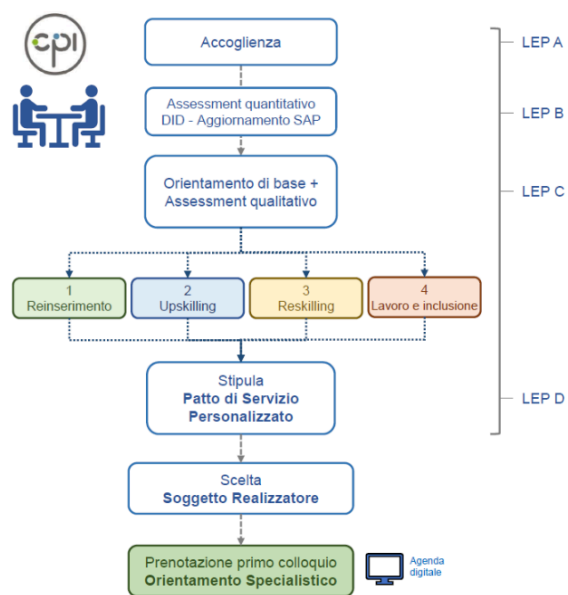 cpi
Accoglienza
LEP A
Assessment quantitativo
DID - Aggiornamento SAP
LEP B
Orientamento di base +
Assessment qualitativo
LEP C
1
Reinserimento
2
Upskilling
3
Reskilling
4
Lavoro e inclusione
Stipula
Patto di Servizio
Personalizzato
LEP D
Scelta
Soggetto Realizzatore
Prenotazione primo colloquio
Orientamento Specialistico
Agenda
digitale